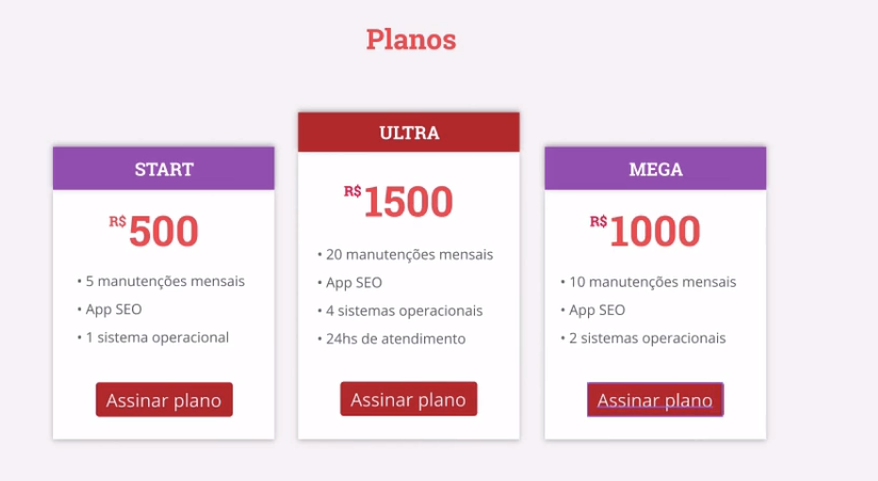 Planos
START
R$500
• 5 manutenções mensais
• App SEO
• 1 sistema operacional
Assinar plano
ULTRA
R$1500
• 20 manutenções mensais
• App SEO
• 4 sistemas operacionais
• 24hs de atendimento
Assinar plano
MEGA
R$1000
• 10 manutenções mensais
• App SEO
• 2 sistemas operacionais
Assinar plano